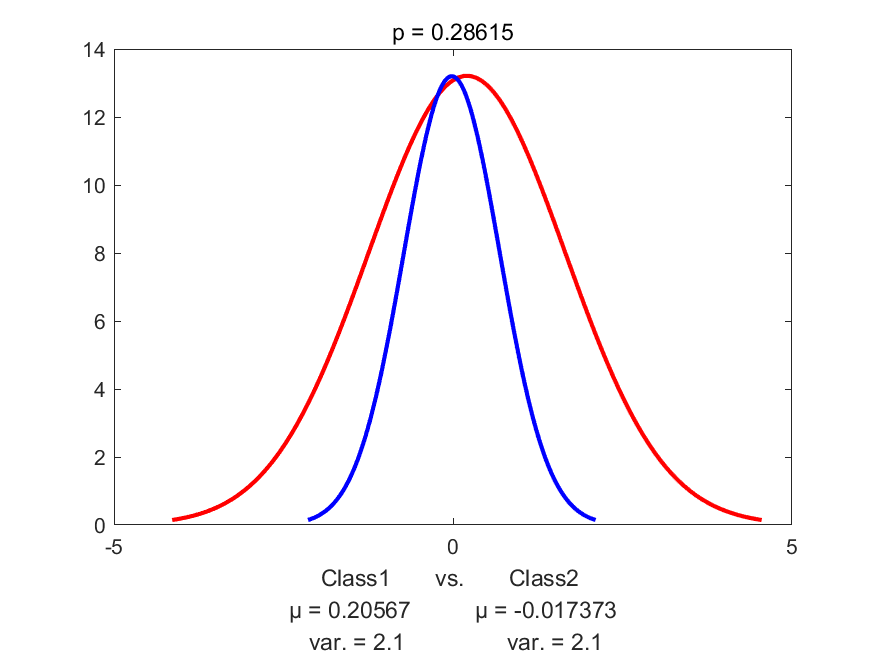 p = 0.28615
14
12
10
8
6
4
2
0
-5 0 5
Class1 vs. Class2
μ = 0.20567 μ = -0.017373
var. = 2.1 var. = 2.1